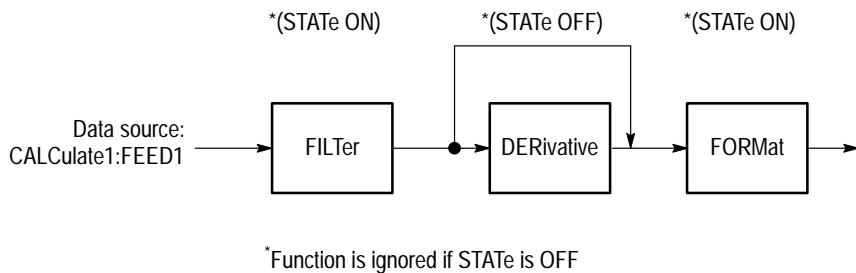 *(STATe ON) *(STATe OFF) *(STATe ON)
Data source:
CALCulate1:FEED1
FILTer
DERivative
FORMat
*Function is ignored if STATe is OFF